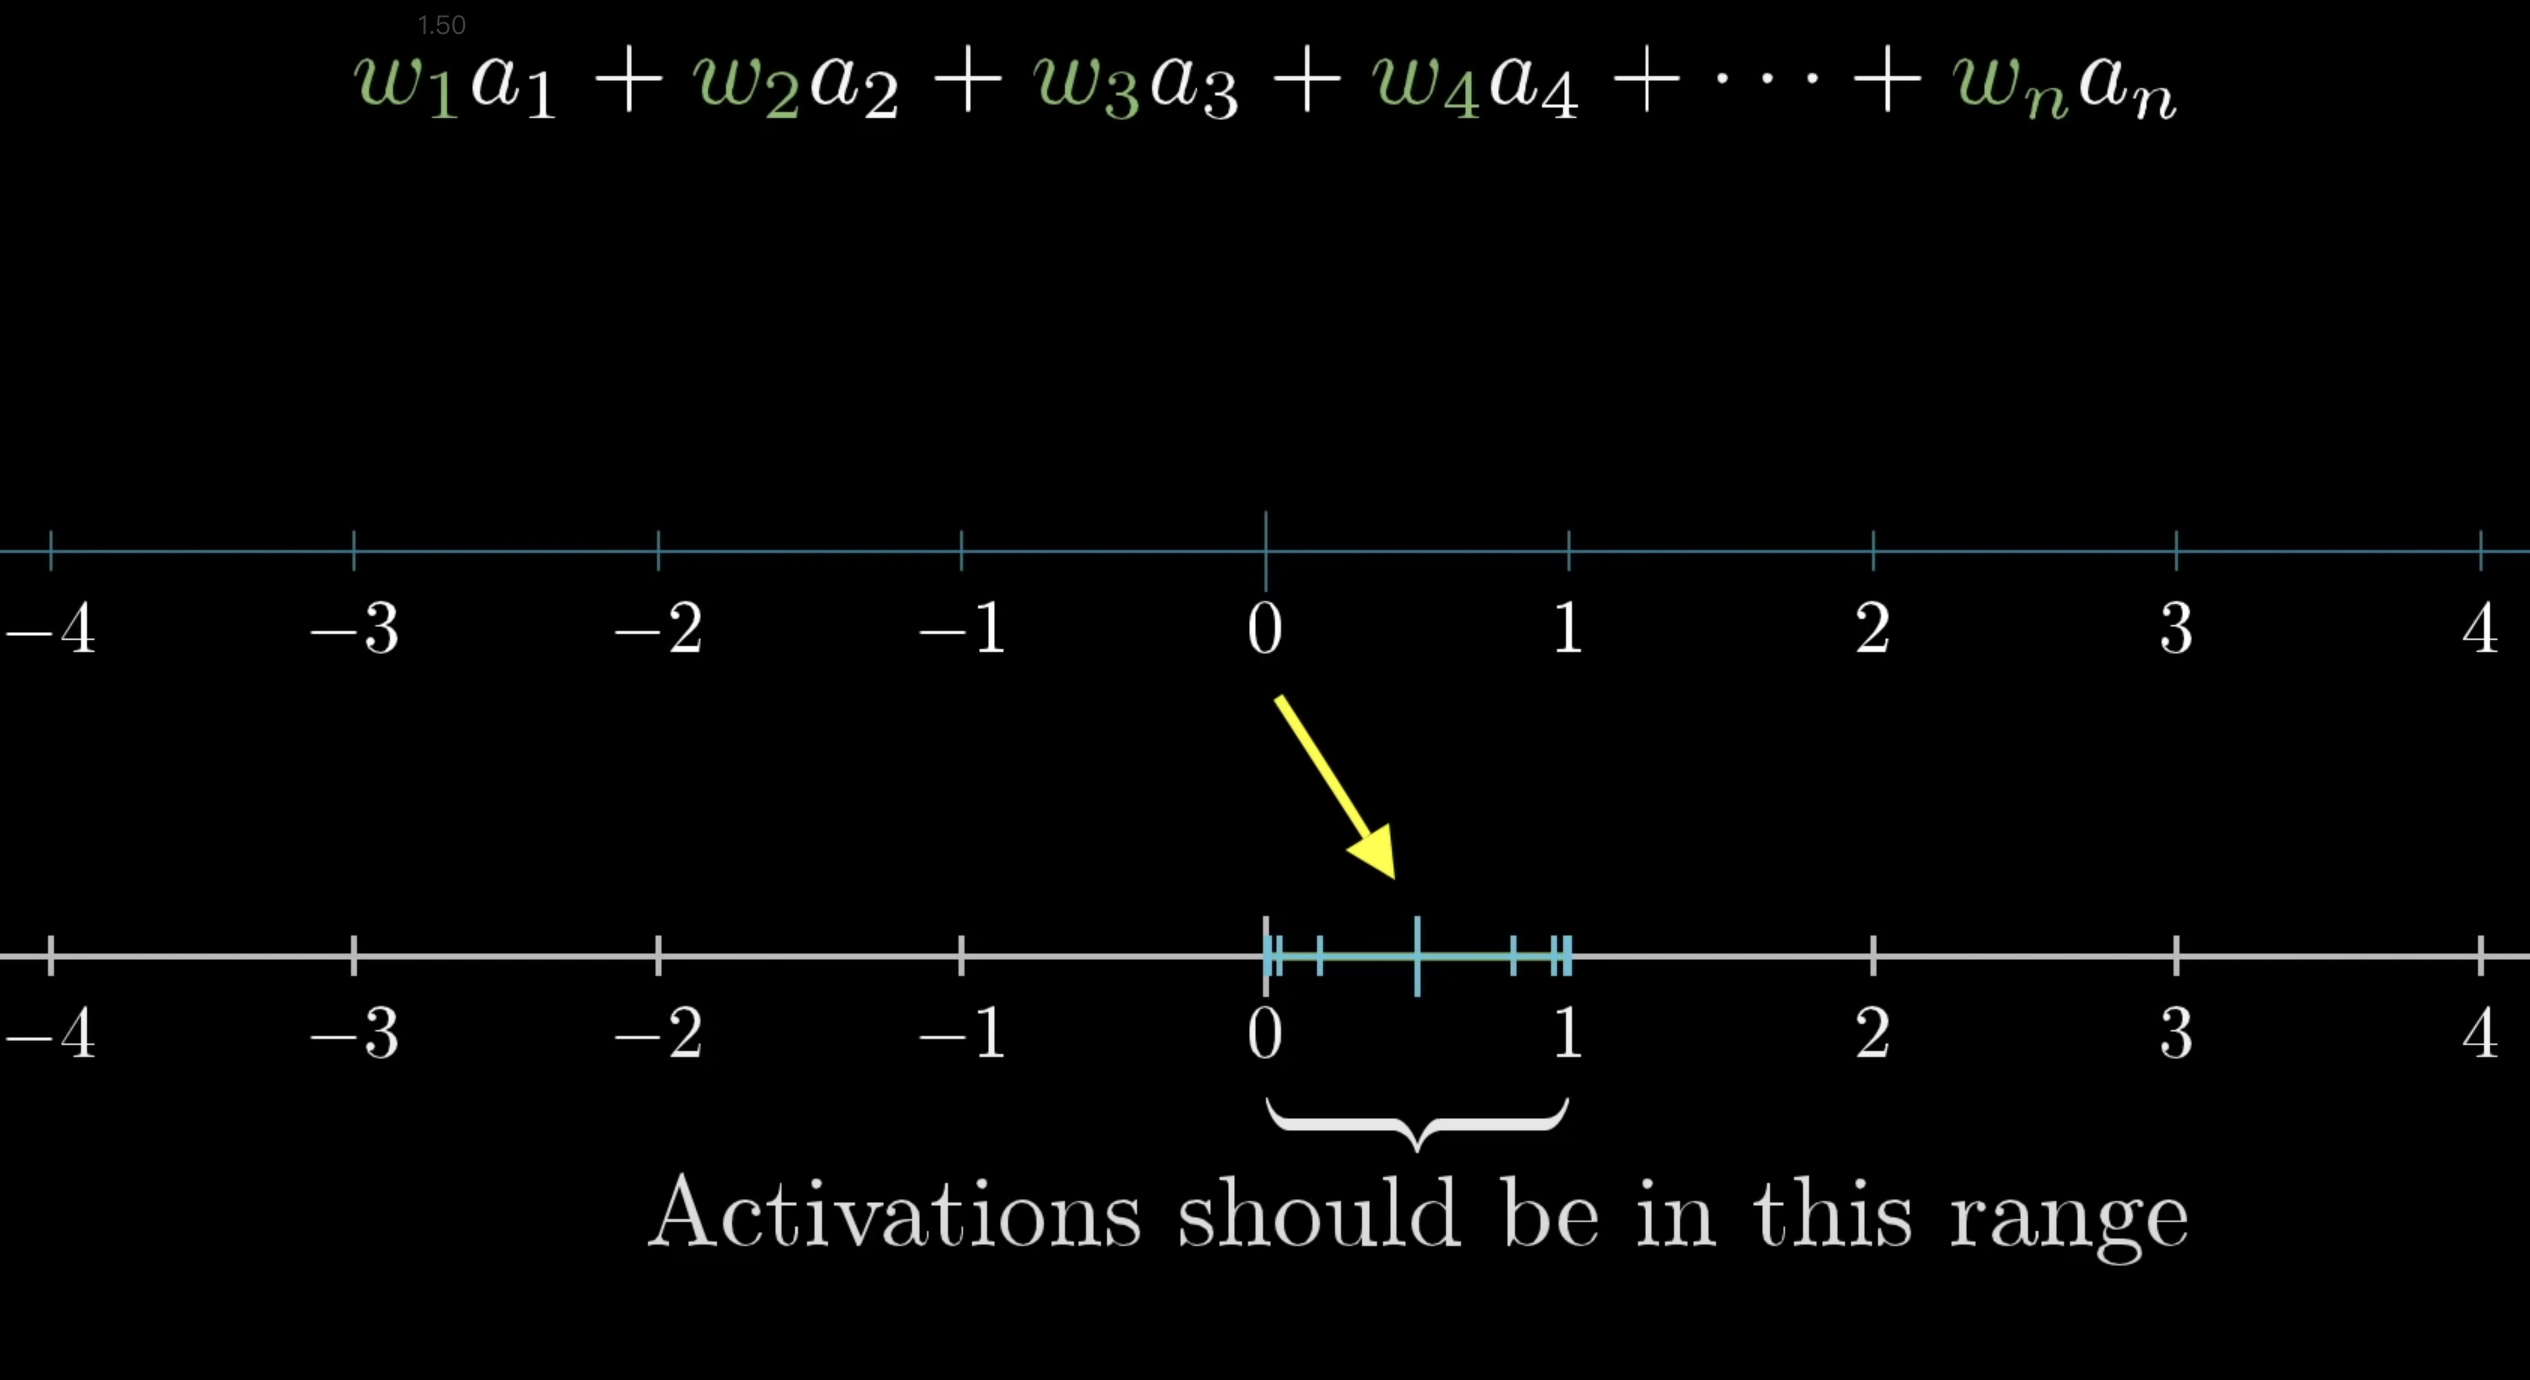 1.50
w₁a₁ + w₂a₂ + w₃a₃ + w₄a₄ + ⋯ + wₙaₙ
−4 −3 −2 −1 0 1 2 3 4
−4 −3 −2 −1 0 1 2 3 4
Activations should be in this range